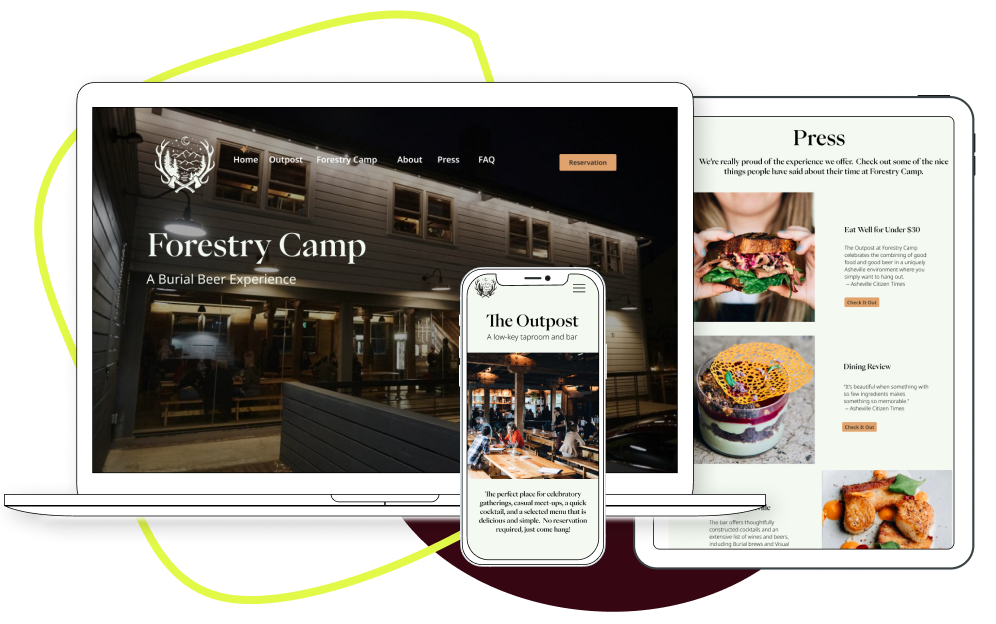 Home Outpost Forestry Camp About Press FAQ
Reservation
Forestry Camp
A Burial Beer Experience
The Outpost
A low-key taproom and bar
The perfect place for celebratory
gatherings, casual meet-ups, a quick
cocktail, and a selected menu that is
delicious and simple. No reservation
required, just come hang!
Press
We're really proud of the experience we offer. Check out some of the nice
things people have said about their time at Forestry Camp.
Eat Well for Under $30
The Outpost at Forestry Camp
celebrates the combining of good
food and good beer in a uniquely
Asheville environment where you
simply want to hang out.
– Asheville Citizen Times
Check It Out
Dining Review
"It's beautiful when something with
so few ingredients makes
something so memorable."
– Asheville Citizen Times
Check It Out
The bar offers thoughtfully
constructed cocktails and an
extensive list of wines and beers,
including Burial brews and Visual